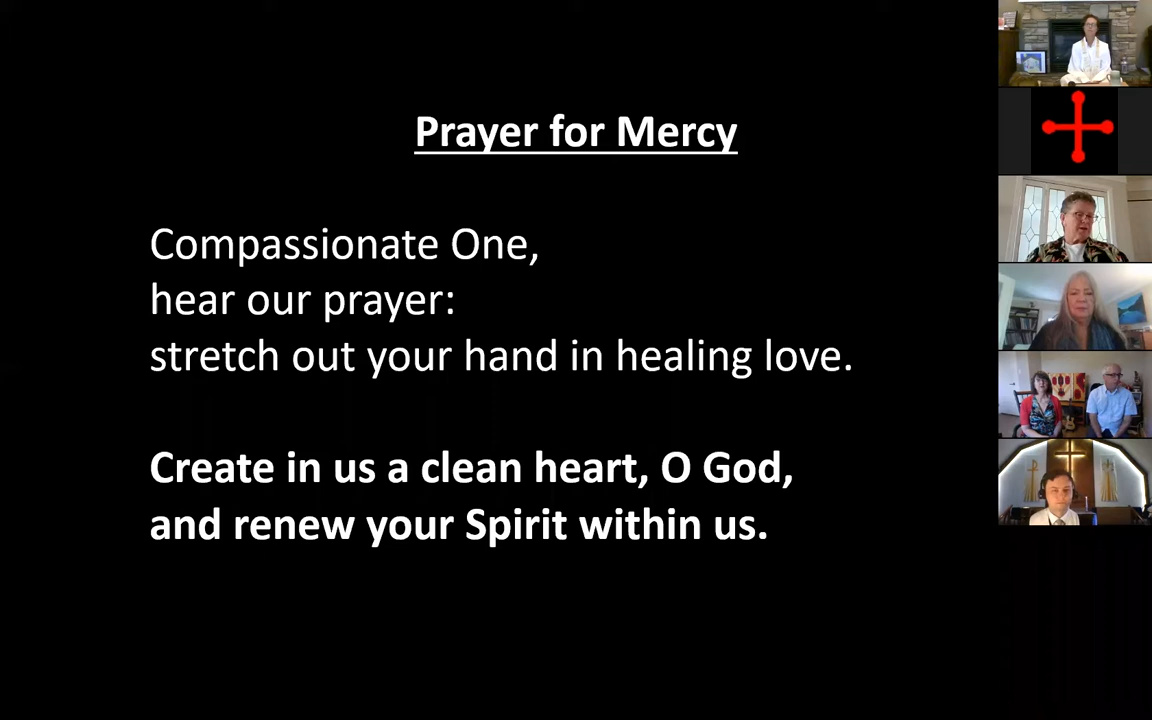 Prayer for Mercy
Compassionate One,
hear our prayer:
stretch out your hand in healing love.
Create in us a clean heart, O God,
and renew your Spirit within us.